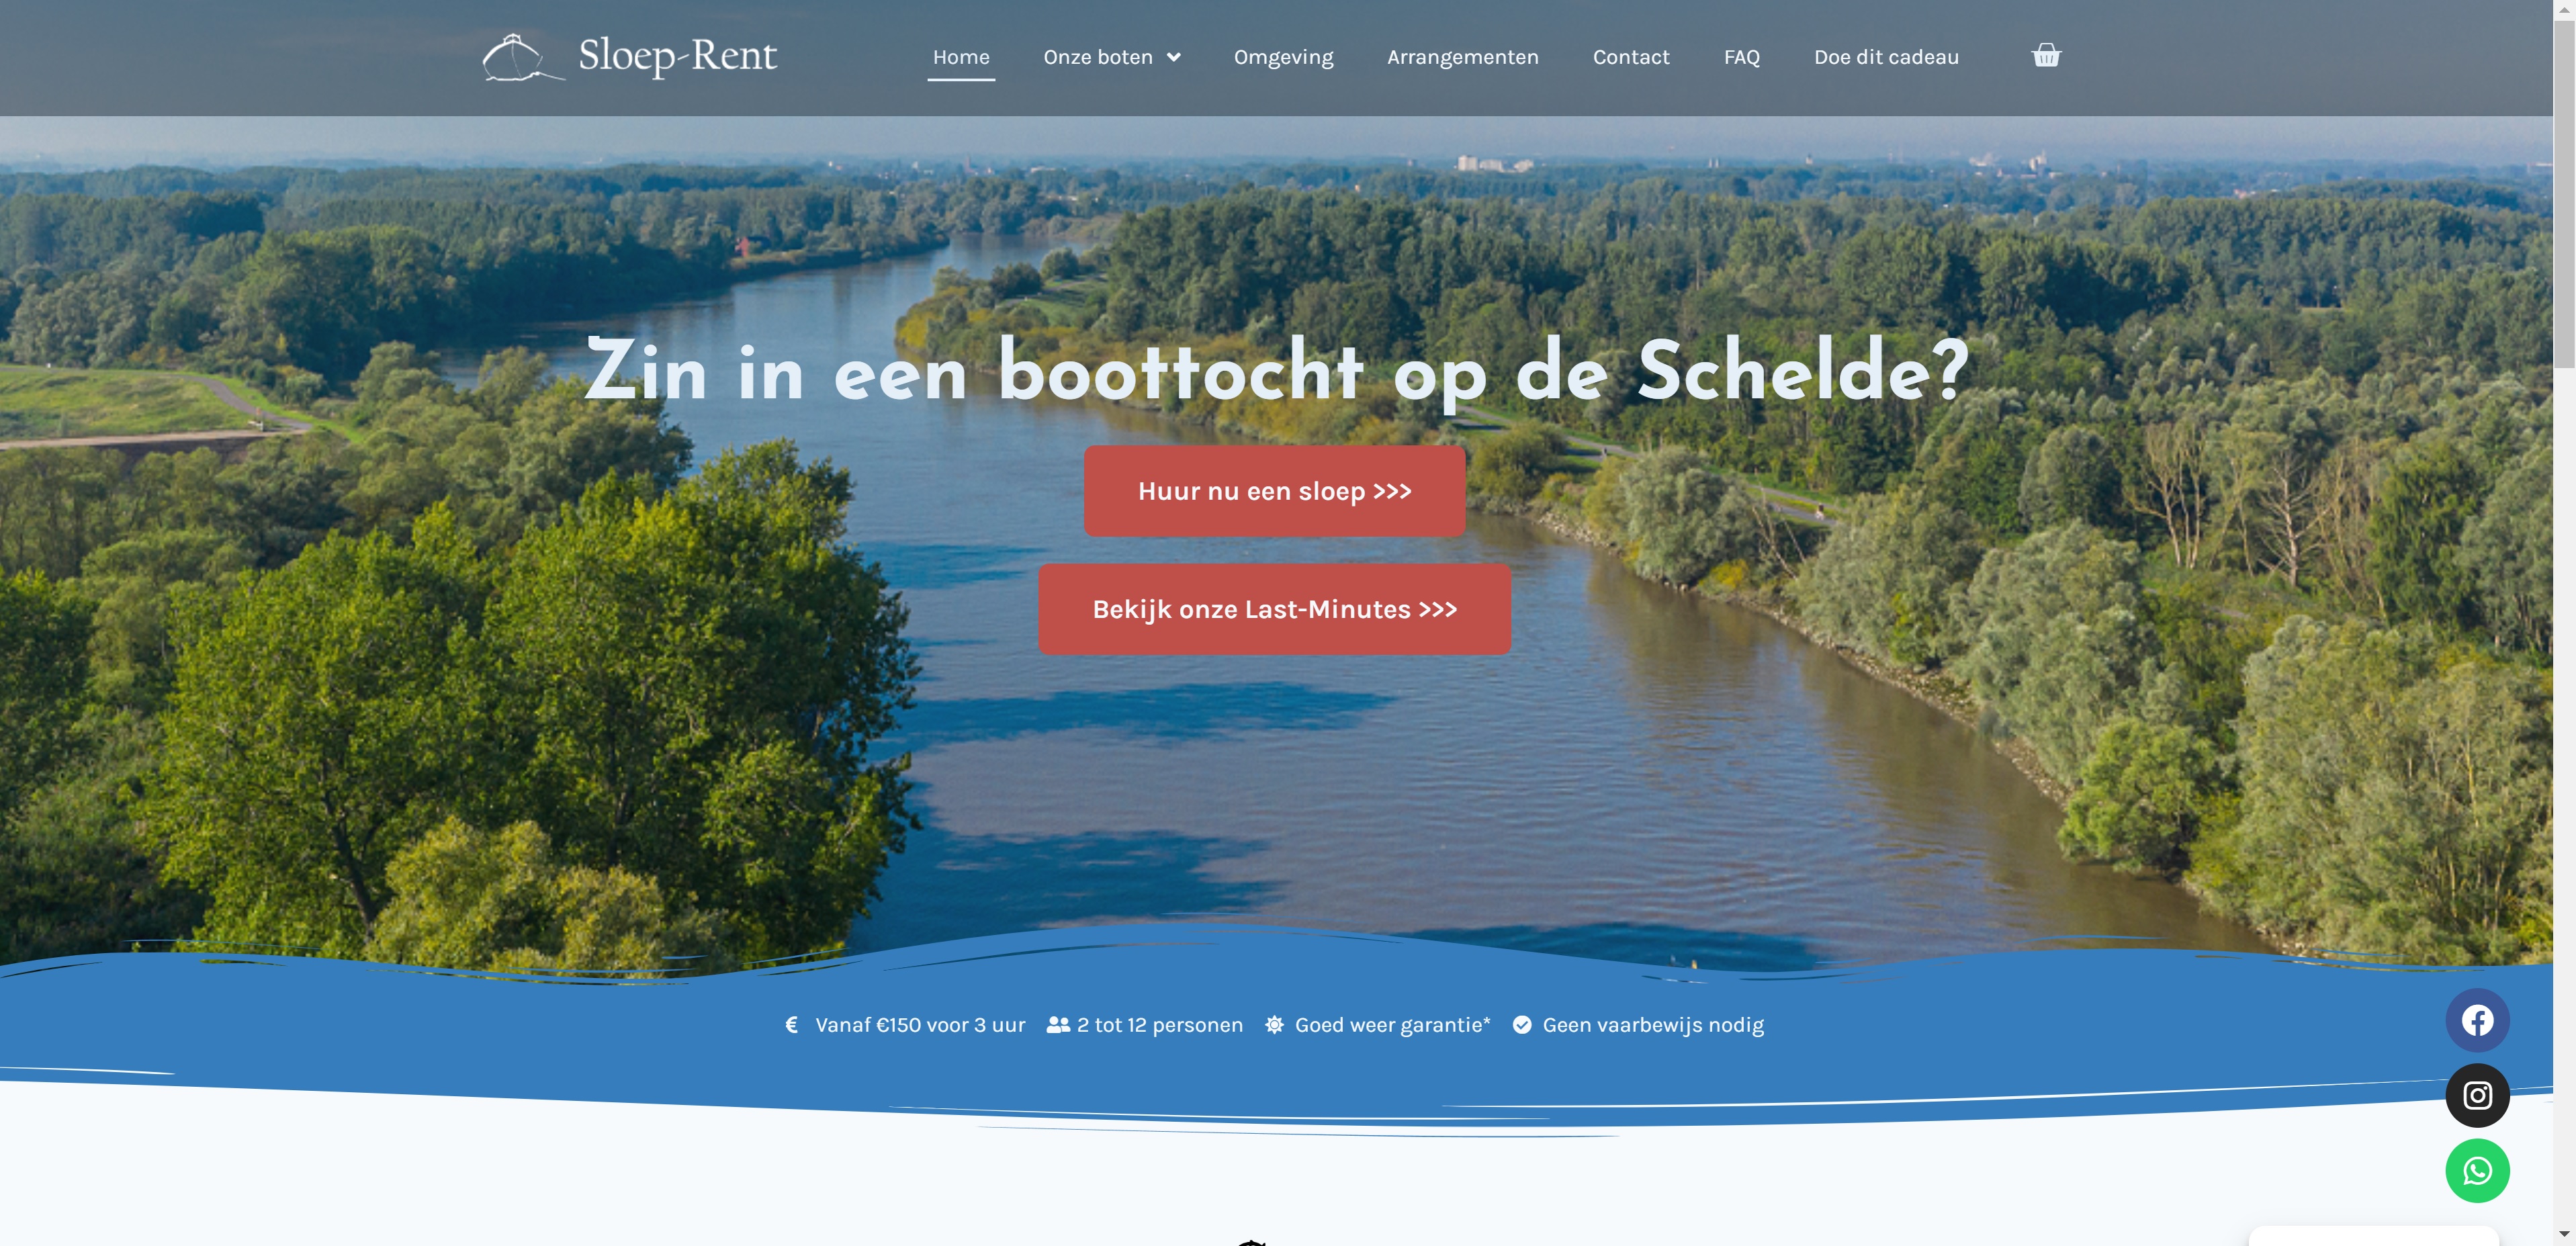 Sloep-Rent
Home
Onze boten
Omgeving
Arrangementen
Contact
FAQ
Doe dit cadeau
Zin in een boottocht op de Schelde?
Huur nu een sloep >>>
Bekijk onze Last-Minutes >>>
Vanaf €150 voor 3 uur
2 tot 12 personen
Goed weer garantie*
Geen vaarbewijs nodig